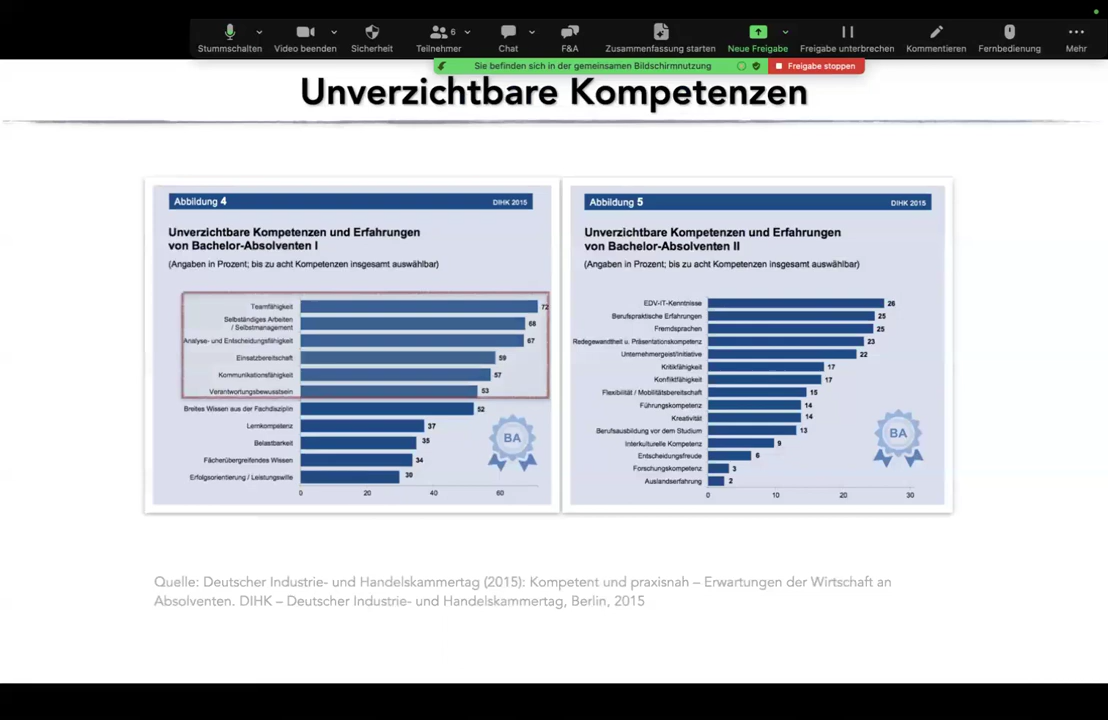 Stummschalten
Video beenden
Sicherheit
6
Teilnehmer
Chat
F&A
Zusammenfassung starten
Neue Freigabe
Freigabe unterbrechen
Kommentieren
Fernbedienung
Mehr
Sie befinden sich in der gemeinsamen Bildschirmnutzung
Freigabe stoppen
Unverzichtbare Kompetenzen
Abbildung 4 DIHK 2015
Unverzichtbare Kompetenzen und Erfahrungen
von Bachelor-Absolventen I
(Angaben in Prozent; bis zu acht Kompetenzen insgesamt auswählbar)
Teamfähigkeit 72
Selbständiges Arbeiten
/ Selbstmanagement 68
Analyse- und Entscheidungsfähigkeit 67
Einsatzbereitschaft 59
Kommunikationsfähigkeit 57
Verantwortungsbewusstsein 53
Breites Wissen aus der Fachdisziplin 52
Lernkompetenz 37
Belastbarkeit 35
Fächerübergreifendes Wissen 34
Erfolgsorientierung / Leistungswille 30
0 20 40 60
BA
Abbildung 5 DIHK 2015
Unverzichtbare Kompetenzen und Erfahrungen
von Bachelor-Absolventen II
(Angaben in Prozent; bis zu acht Kompetenzen insgesamt auswählbar)
EDV-IT-Kenntnisse 26
Berufspraktische Erfahrungen 25
Fremdsprachen 25
Redegewandtheit u. Präsentationskompetenz 23
Unternehmergeist/Initiative 22
Kritikfähigkeit 17
Konfliktfähigkeit 17
Flexibilität / Mobilitätsbereitschaft 15
Führungskompetenz 14
Kreativität 14
Berufsausbildung vor dem Studium 13
Interkulturelle Kompetenz 9
Entscheidungsfreude 6
Forschungskompetenz 3
Auslandserfahrung 2
0 10 20 30
BA
Quelle: Deutscher Industrie- und Handelskammertag (2015): Kompetent und praxisnah – Erwartungen der Wirtschaft an
Absolventen. DIHK – Deutscher Industrie- und Handelskammertag, Berlin, 2015